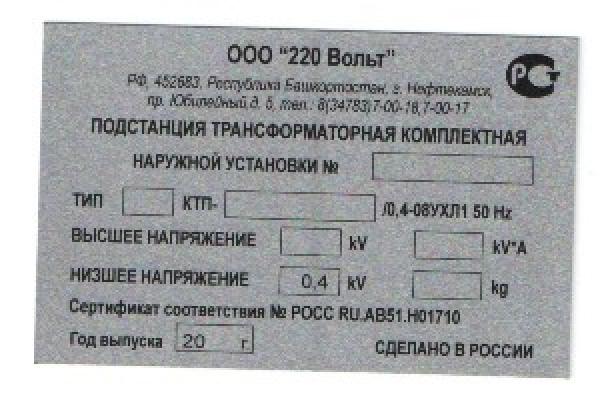 ООО "220 Вольт"
РФ, 452683, Республика Башкортостан, г. Нефтекамск,
пр. Юбилейный,д. 5, тел.: 8(34783)7-00-18,7-00-17
РСТ
ПОДСТАНЦИЯ ТРАНСФОРМАТОРНАЯ КОМПЛЕКТНАЯ
НАРУЖНОЙ УСТАНОВКИ №
ТИП КТП- /0,4-08УХЛ1 50 Hz
ВЫСШЕЕ НАПРЯЖЕНИЕ kV kV*A
НИЗШЕЕ НАПРЯЖЕНИЕ 0,4 kV kg
Сертификат соответствия № РОСС RU.АВ51.Н01710
Год выпуска 20 г.
СДЕЛАНО В РОССИИ